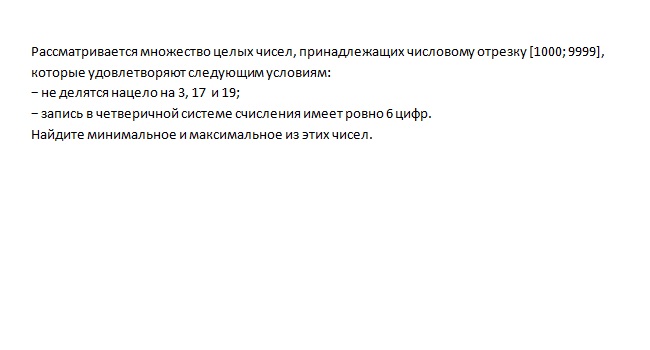 Рассматривается множество целых чисел, принадлежащих числовому отрезку [1000; 9999],
которые удовлетворяют следующим условиям:
− не делятся нацело на 3, 17 и 19;
− запись в четверичной системе счисления имеет ровно 6 цифр.
Найдите минимальное и максимальное из этих чисел.